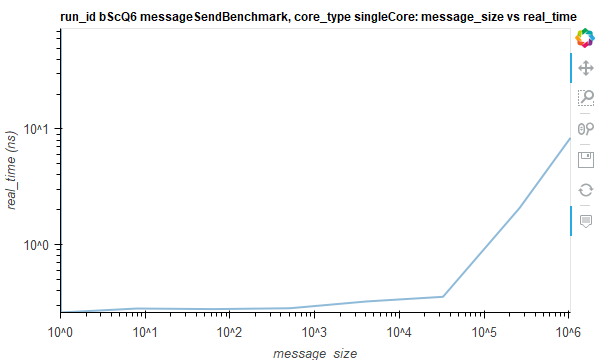 run_id bScQ6 messageSendBenchmark, core_type singleCore: message_size vs real_time
real_time (ns)
10^1
10^0
10^0 10^1 10^2 10^3 10^4 10^5 10^6
message_size